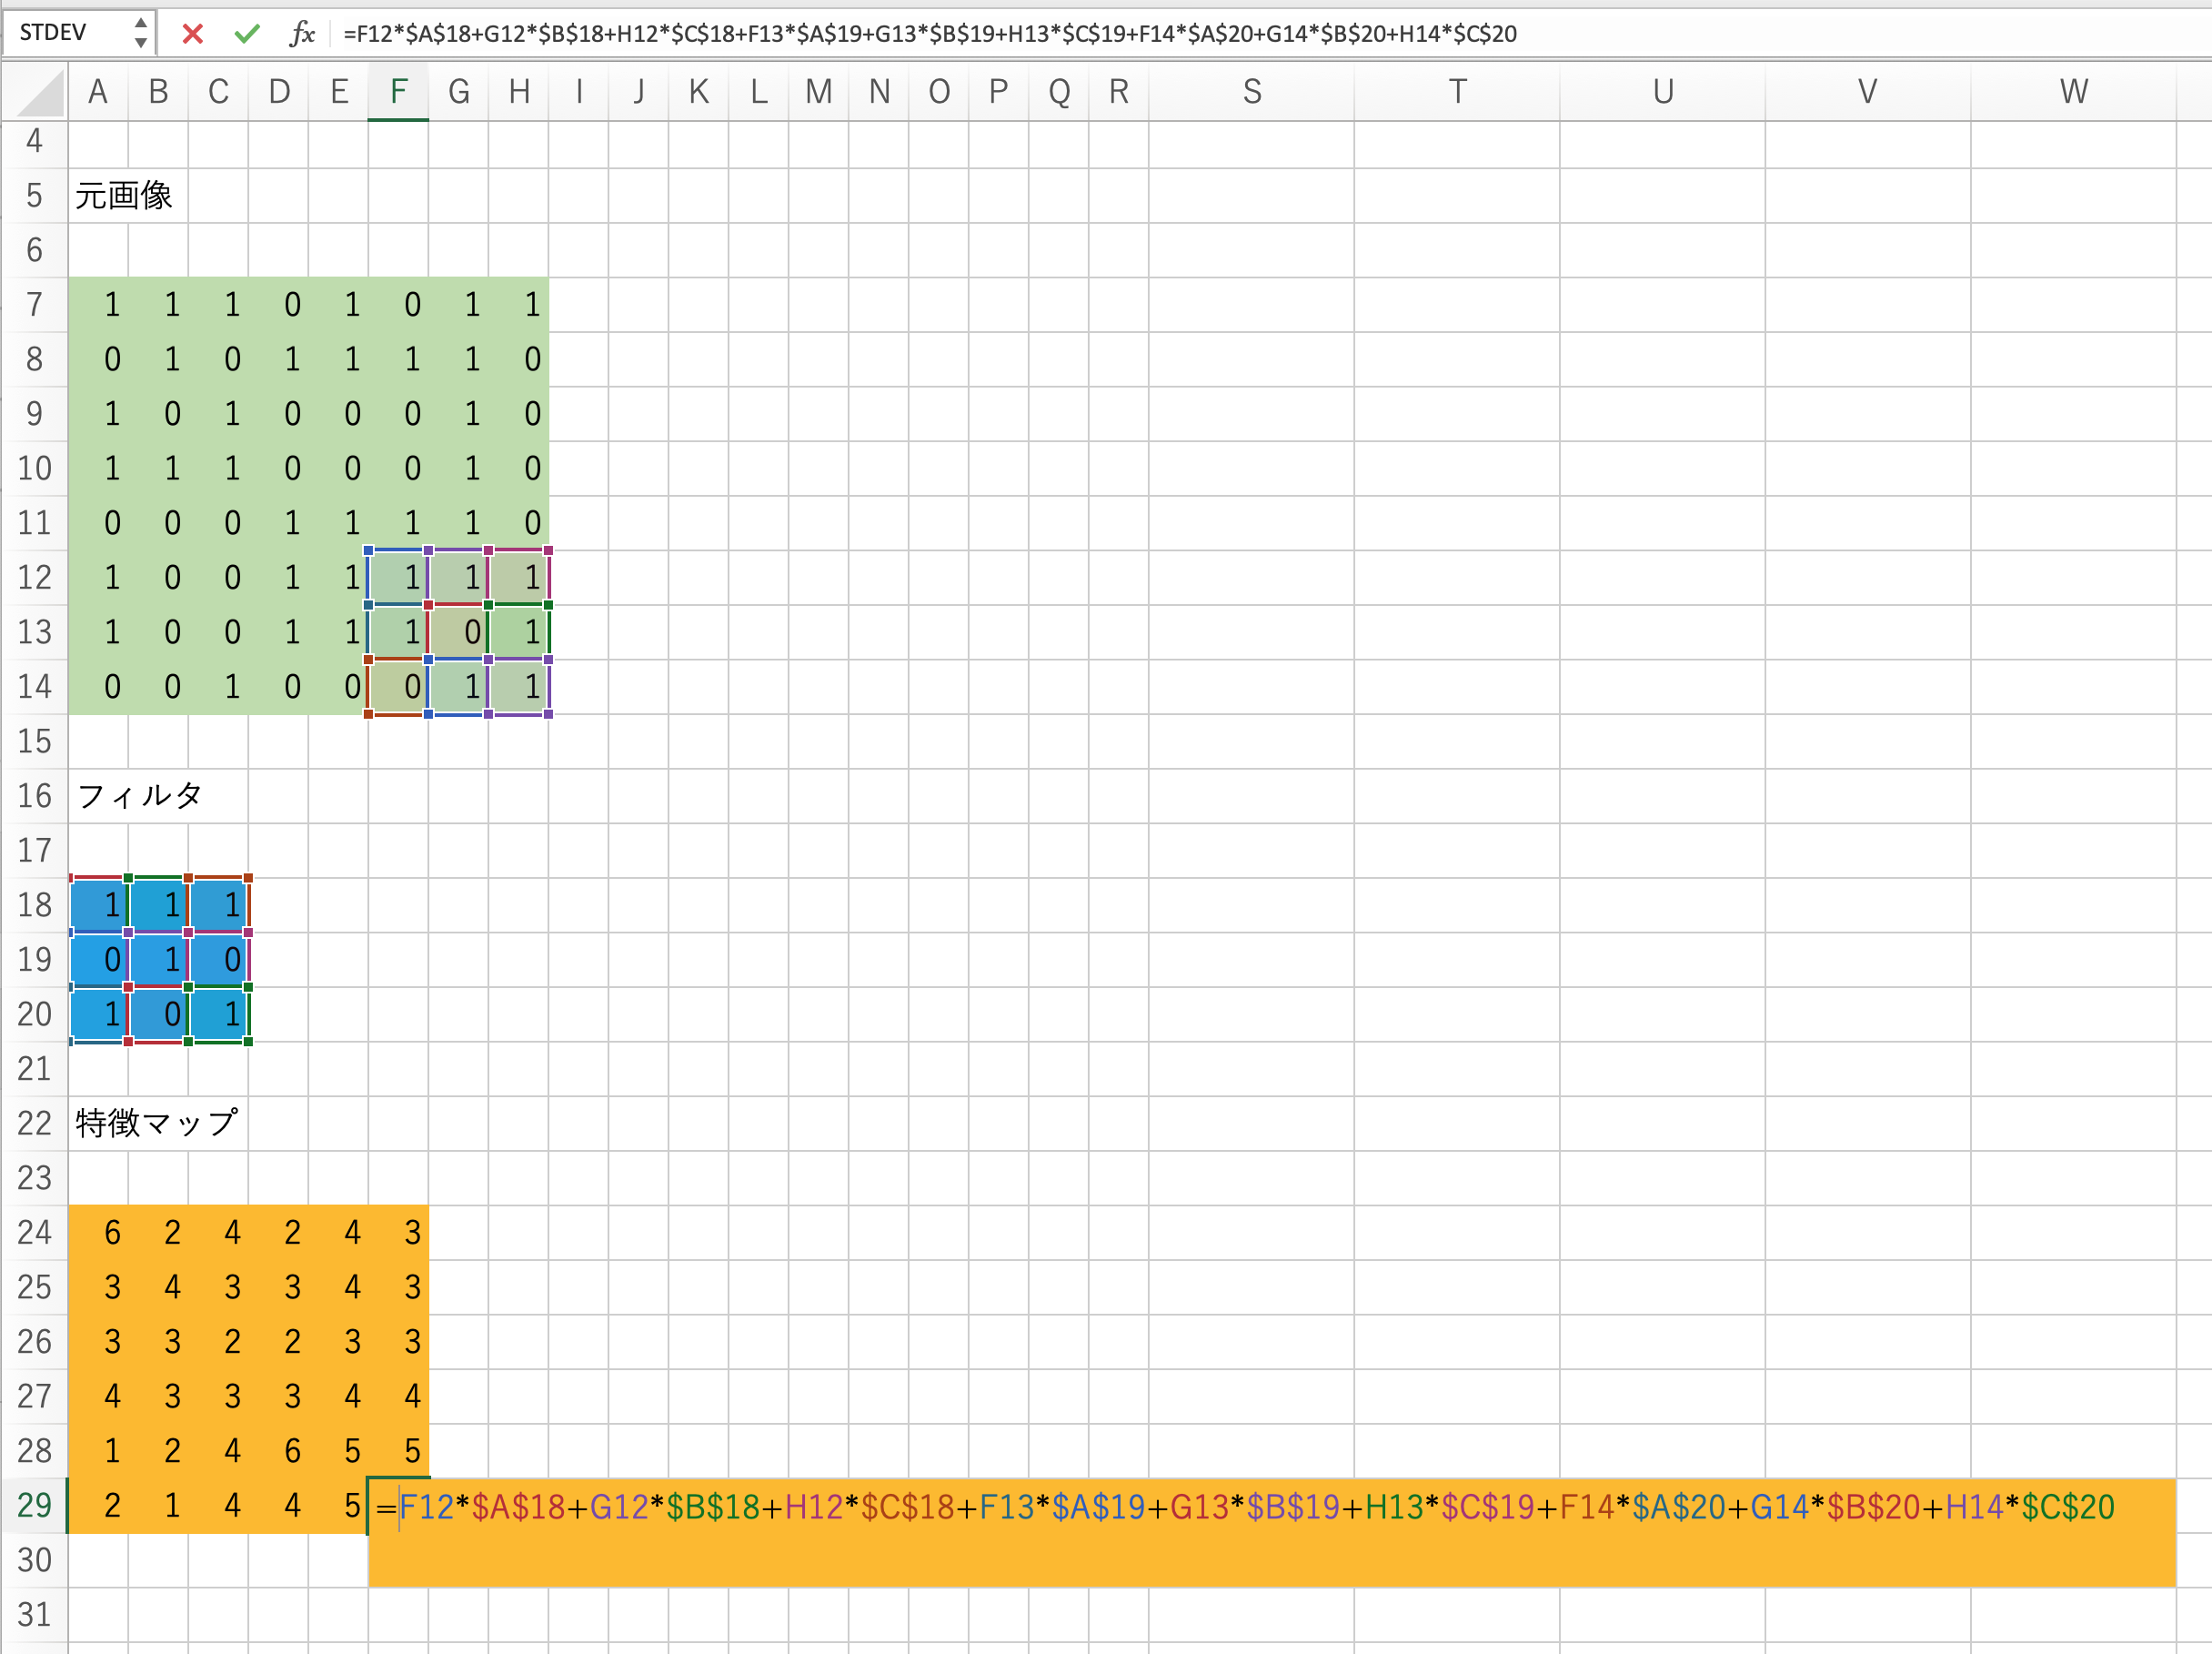 STDEV fx =F12*$A$18+G12*$B$18+H12*$C$18+F13*$A$19+G13*$B$19+H13*$C$19+F14*$A$20+G14*$B$20+H14*$C$20
A B C D E F G H I J K L M N O P Q R S T U V W
4
5 元画像
6
7 1 1 1 0 1 0 1 1
8 0 1 0 1 1 1 1 0
9 1 0 1 0 0 0 1 0
10 1 1 1 0 0 0 1 0
11 0 0 0 1 1 1 1 0
12 1 0 0 1 1 1 1 1
13 1 0 0 1 1 1 0 1
14 0 0 1 0 0 0 1 1
15
16 フィルタ
17
18 1 1 1
19 0 1 0
20 1 0 1
21
22 特徴マップ
23
24 6 2 4 2 4 3
25 3 4 3 3 4 3
26 3 3 2 2 3 3
27 4 3 3 3 4 4
28 1 2 4 6 5 5
29 2 1 4 4 5 =F12*$A$18+G12*$B$18+H12*$C$18+F13*$A$19+G13*$B$19+H13*$C$19+F14*$A$20+G14*$B$20+H14*$C$20
30
31